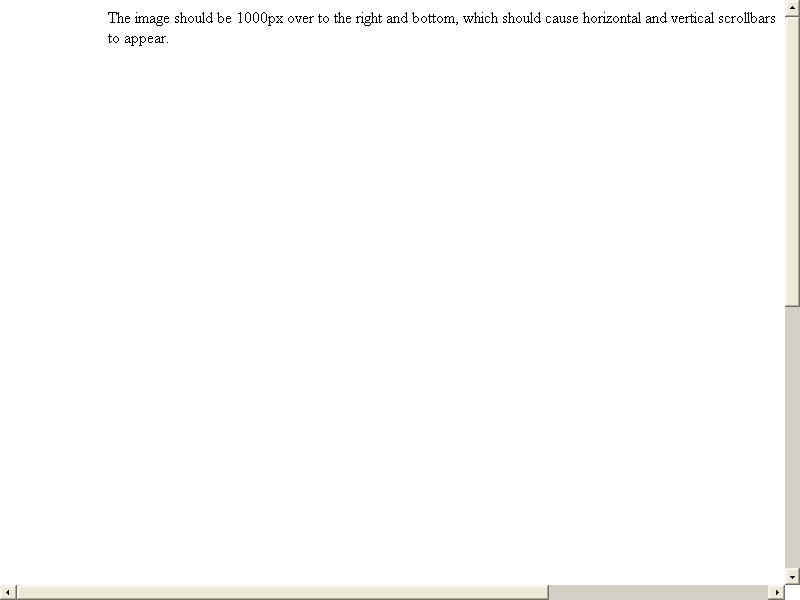 The image should be 1000px over to the right and bottom, which should cause horizontal and vertical scrollbars
to appear.